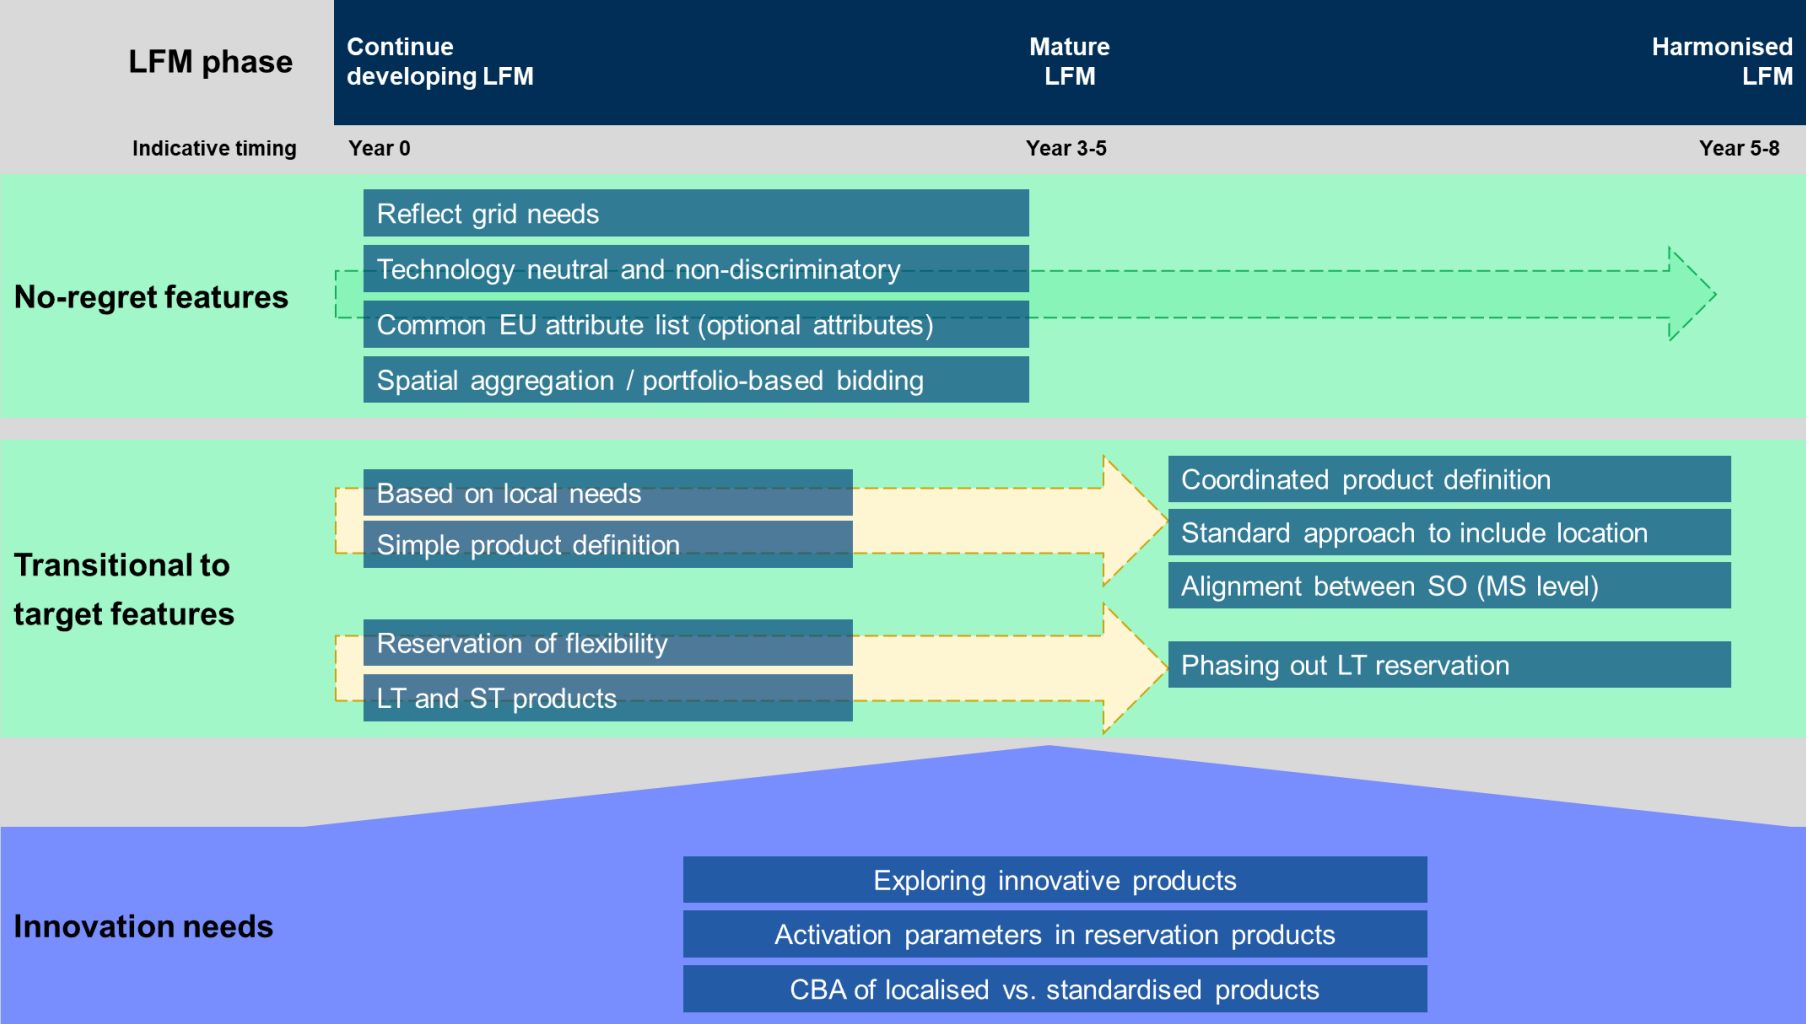 LFM phase
Continue
developing LFM
Mature
LFM
Harmonised
LFM
Indicative timing
Year 0
Year 3-5
Year 5-8
No-regret features
Reflect grid needs
Technology neutral and non-discriminatory
Common EU attribute list (optional attributes)
Spatial aggregation / portfolio-based bidding
Transitional to
target features
Based on local needs
Simple product definition
Reservation of flexibility
LT and ST products
Coordinated product definition
Standard approach to include location
Alignment between SO (MS level)
Phasing out LT reservation
Innovation needs
Exploring innovative products
Activation parameters in reservation products
CBA of localised vs. standardised products